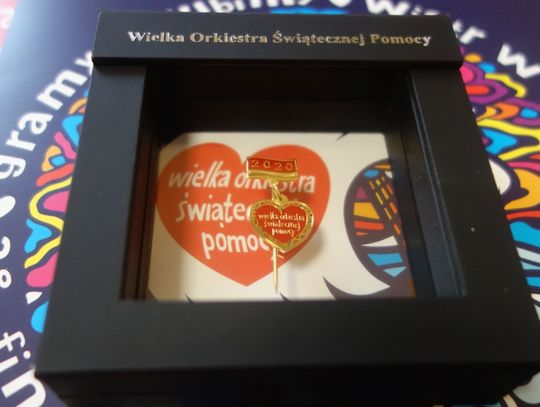 Wielka Orkiestra Świątecznej Pomocy
2020
wielka orkiestra
świątecznej
pomocy
wielka orkiestra
świątecznej
pomocy
gramy